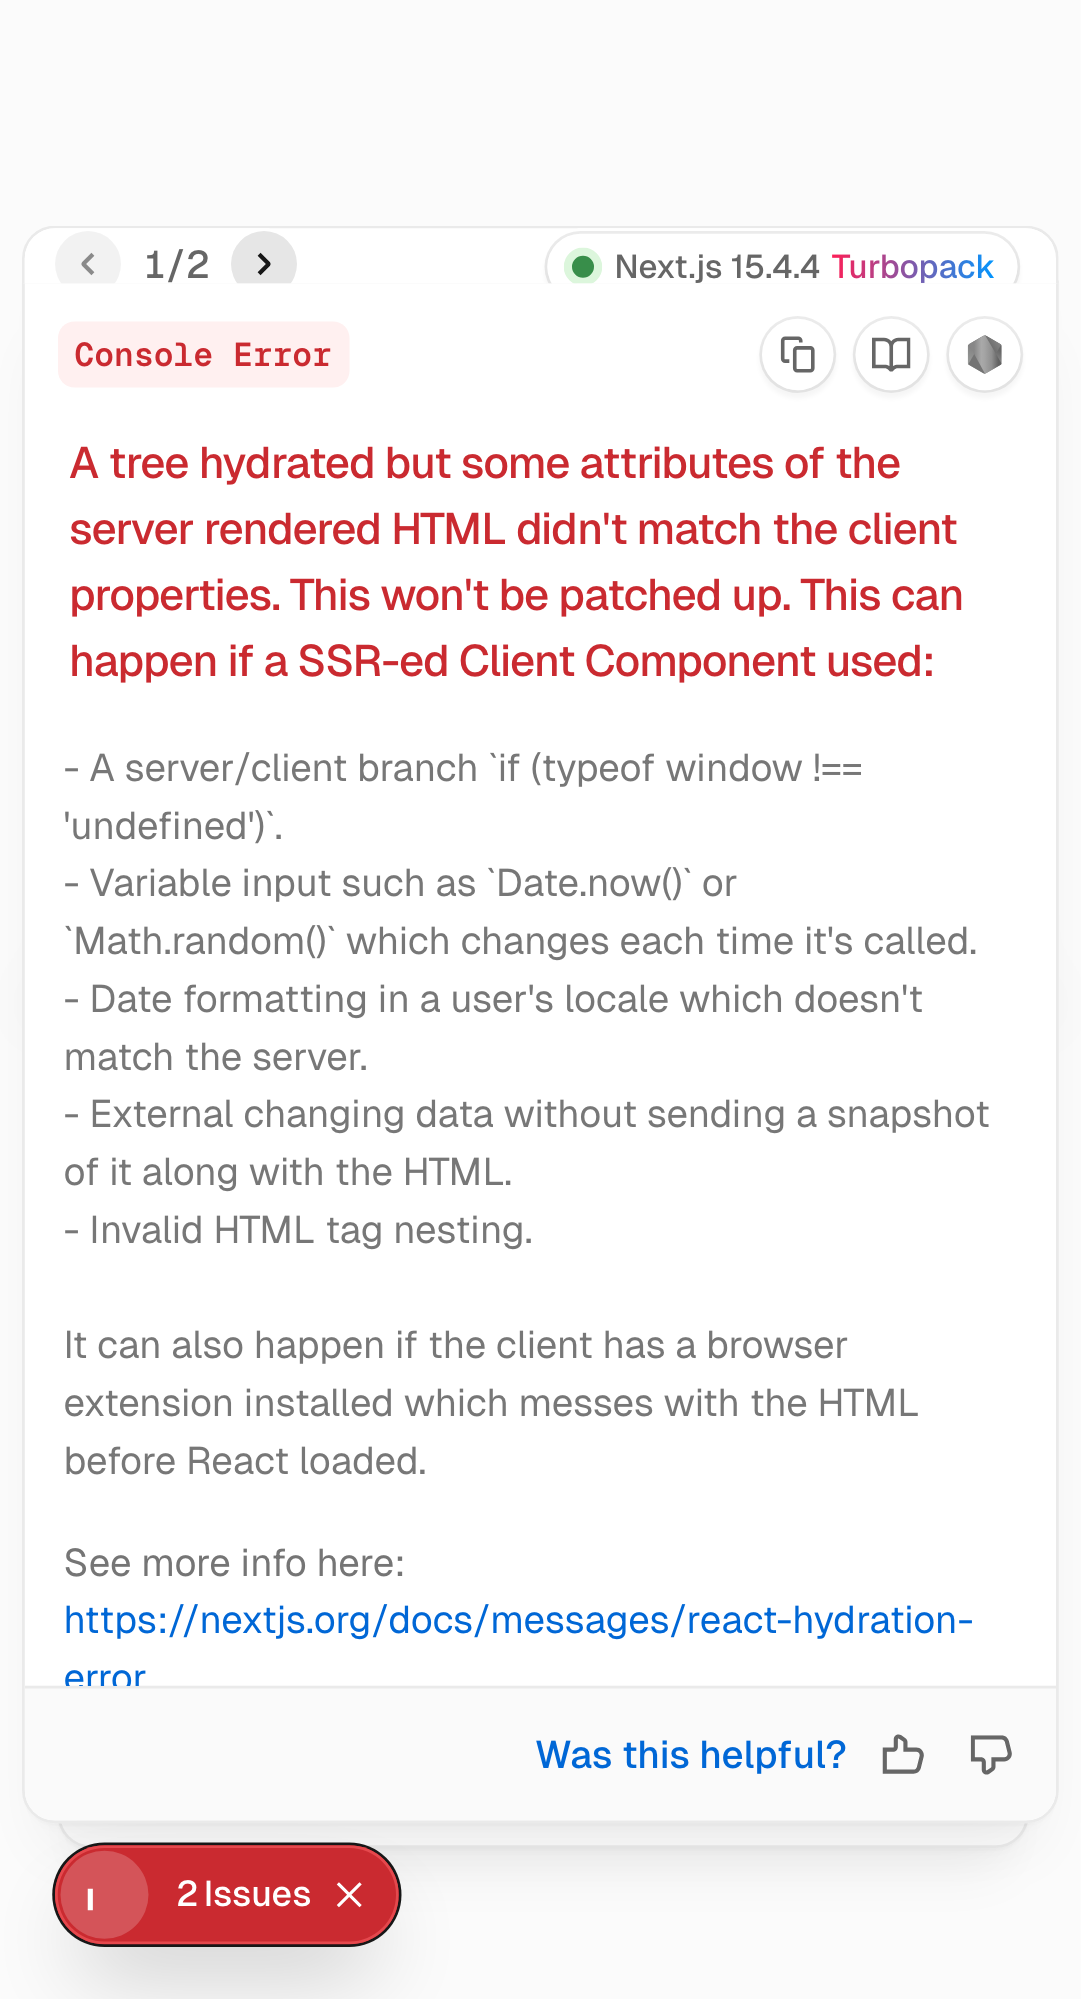 1/2
Next.js 15.4.4 Turbopack
Console Error
A tree hydrated but some attributes of the
server rendered HTML didn't match the client
properties. This won't be patched up. This can
happen if a SSR-ed Client Component used:
- A server/client branch `if (typeof window !==
'undefined')`.
- Variable input such as `Date.now()` or
`Math.random()` which changes each time it's called.
- Date formatting in a user's locale which doesn't
match the server.
- External changing data without sending a snapshot
of it along with the HTML.
- Invalid HTML tag nesting.
It can also happen if the client has a browser
extension installed which messes with the HTML
before React loaded.
See more info here:
https://nextjs.org/docs/messages/react-hydration-
error
Was this helpful?
2 Issues